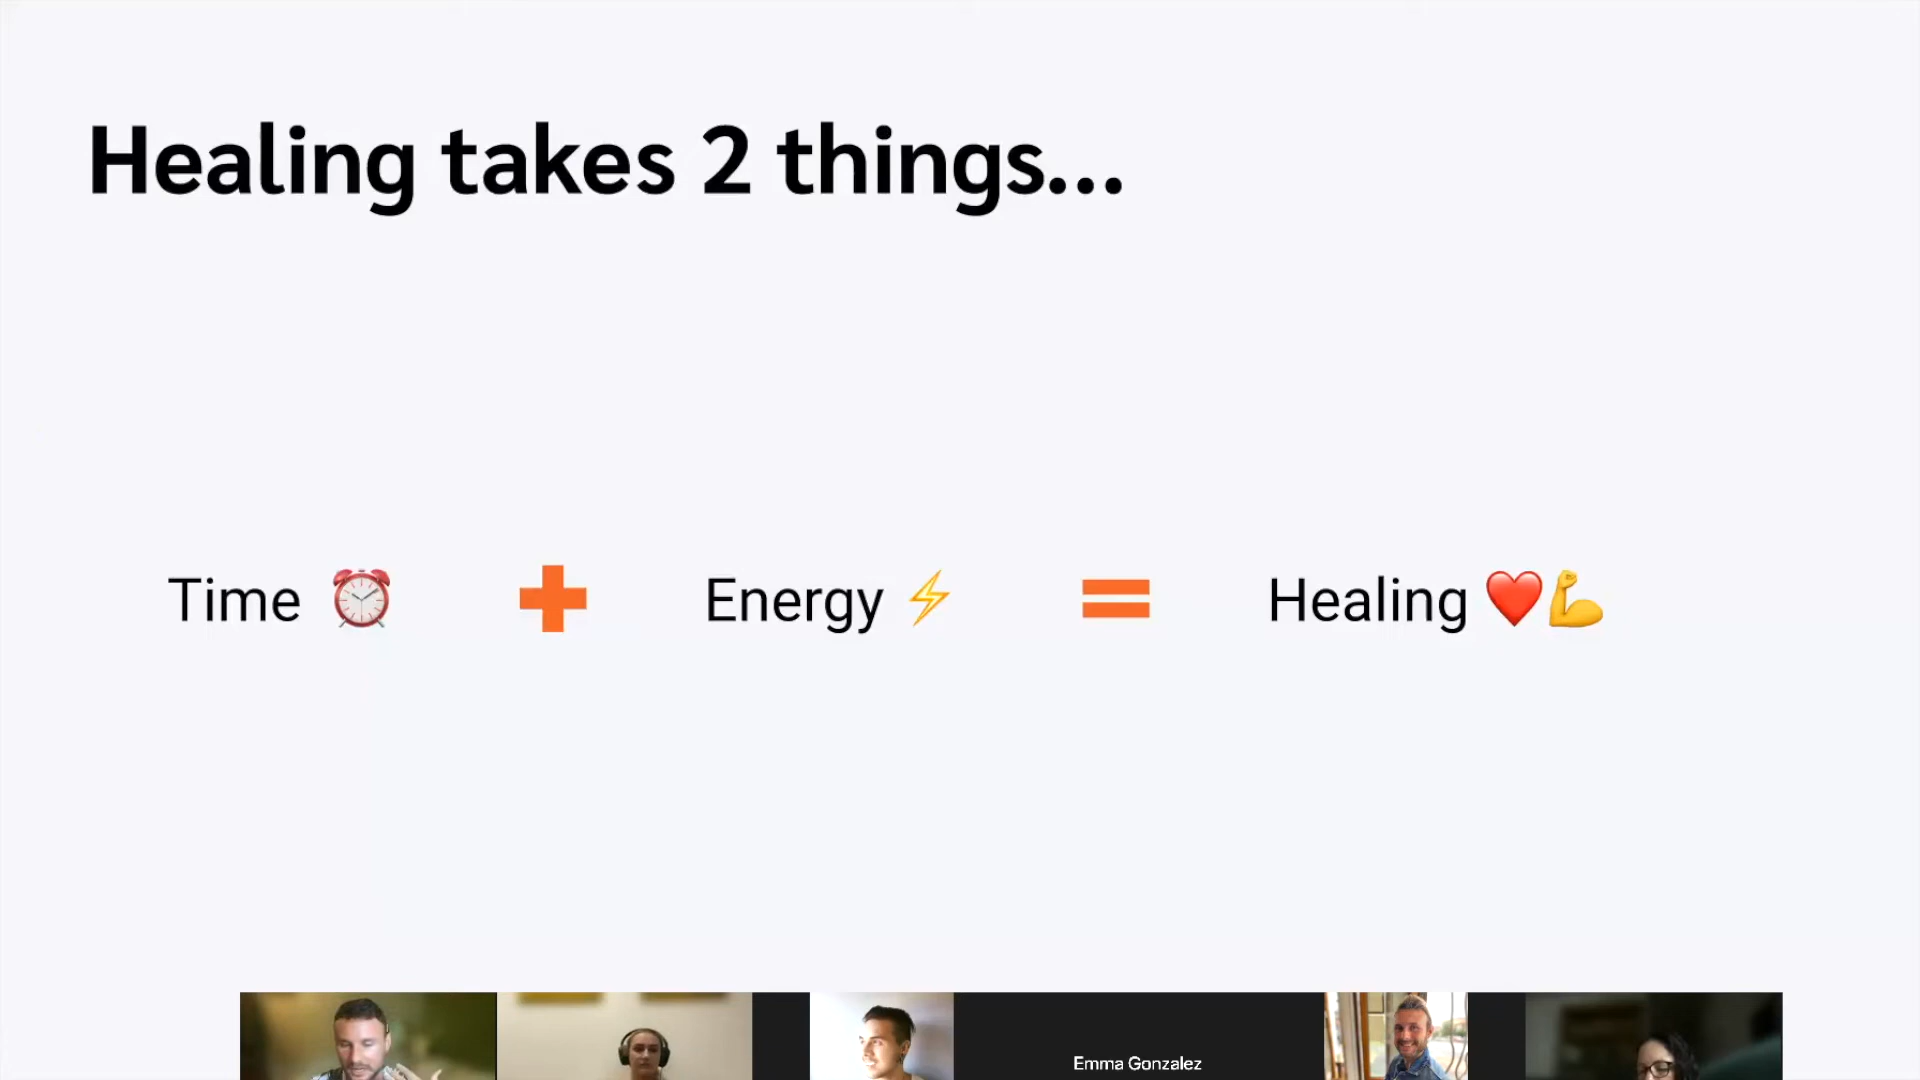 Healing takes 2 things...
Time ⏰ + Energy ⚡ = Healing ❤️💪
Emma Gonzalez